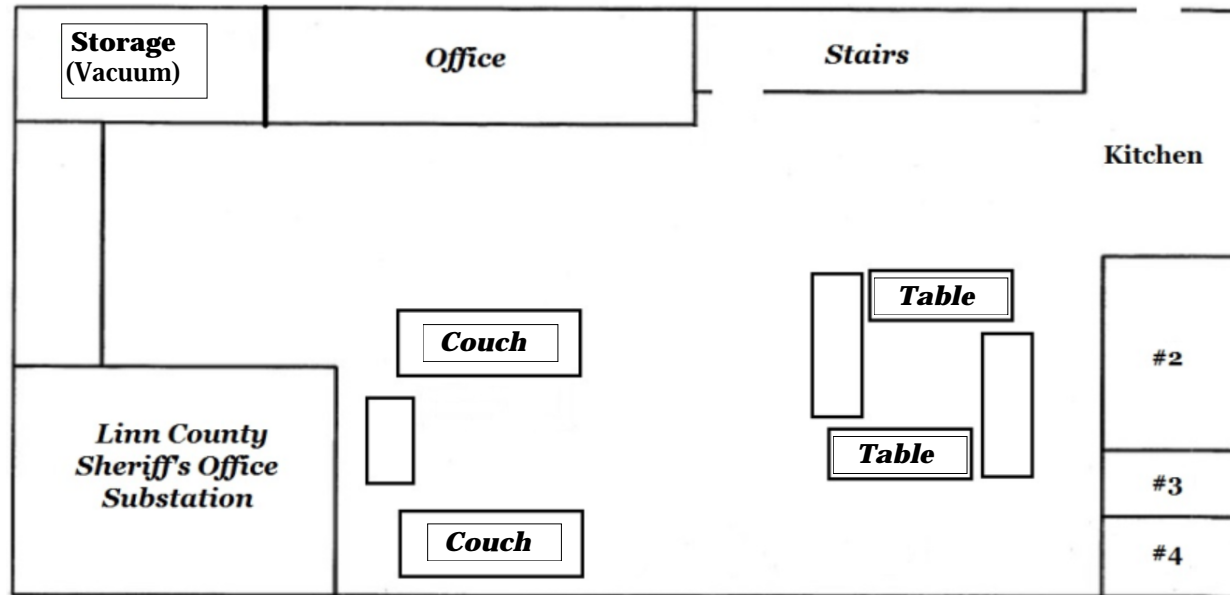 Storage
(Vacuum)
Office
Stairs
Kitchen
Table
Couch
#2
Linn County
Sheriff's Office
Substation
Table
#3
Couch
#4